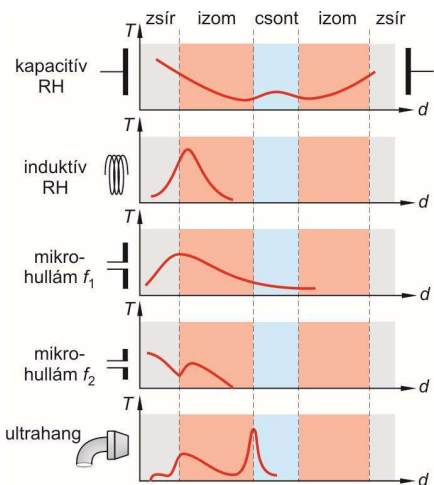 zsír izom csont izom zsír
T
kapacitív
RH
d
T
induktív
RH
d
T
mikro-
hullám f₁
d
T
mikro-
hullám f₂
d
T
ultrahang
d